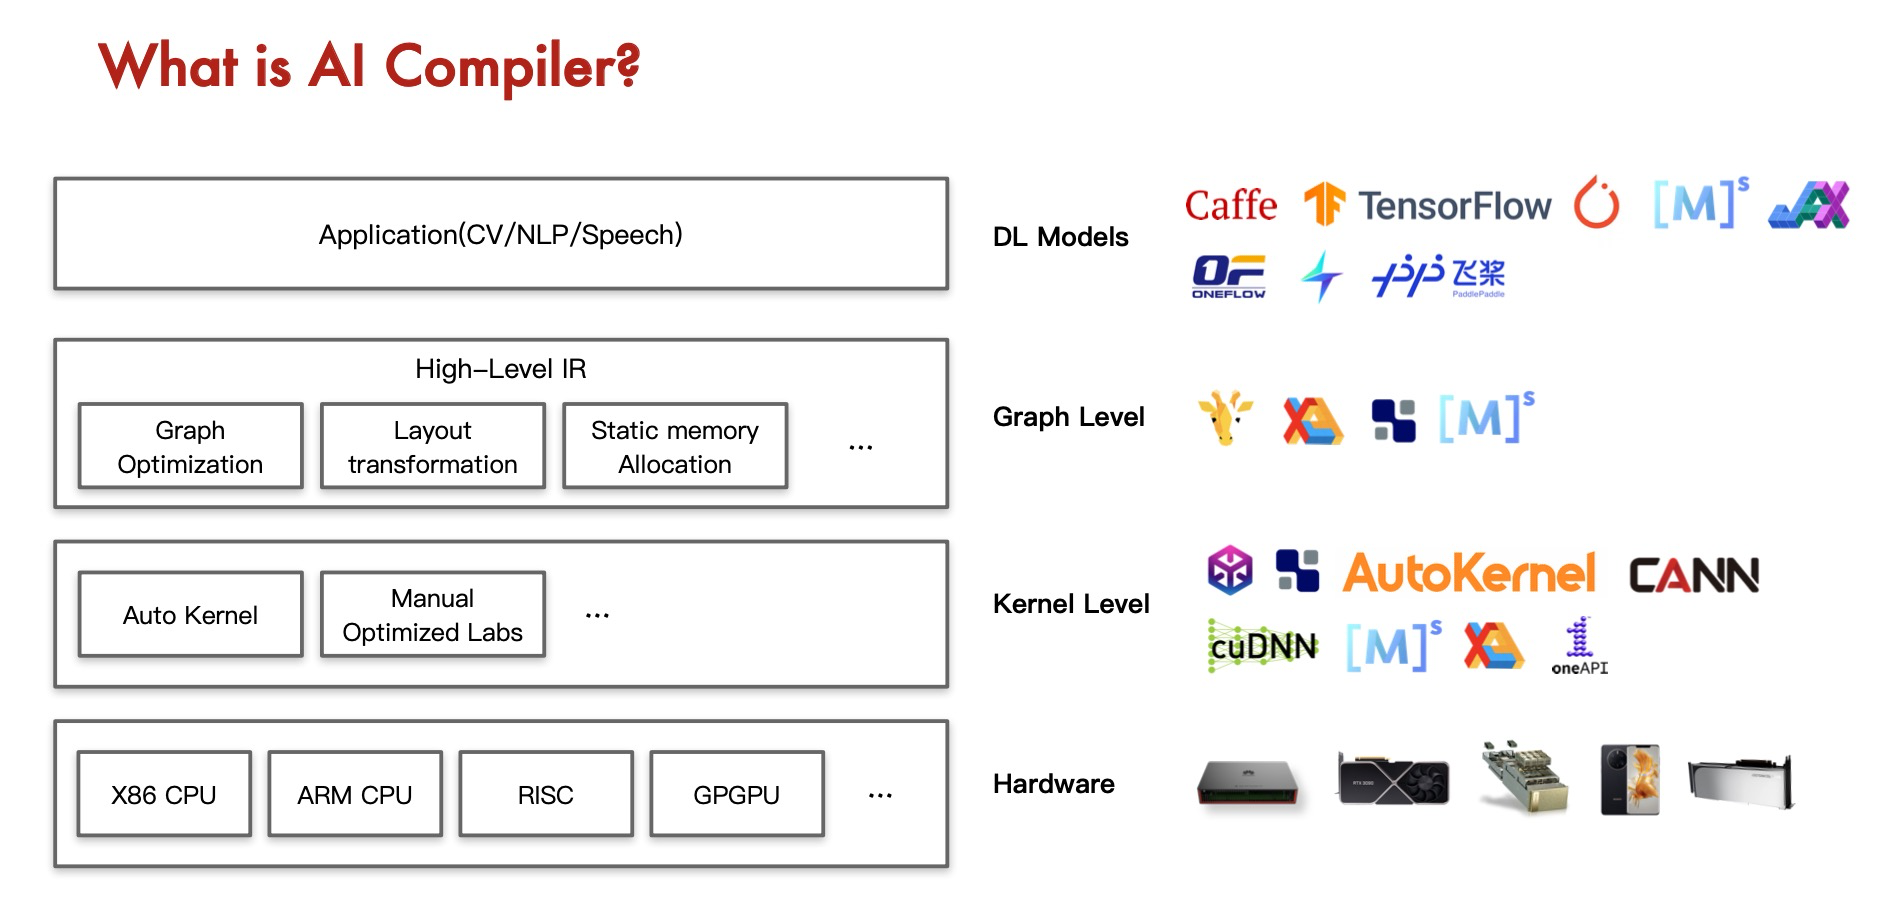 What is AI Compiler?
Application(CV/NLP/Speech)
DL Models
Caffe
TensorFlow
[M]s
JAX
OF
ONEFLOW
飞桨
PaddlePaddle
High-Level IR
Graph
Optimization
Layout
transformation
Static memory
Allocation
...
Graph Level
[M]s
Auto Kernel
Manual
Optimized Labs
...
Kernel Level
AutoKernel
CANN
cuDNN
[M]s
oneAPI
X86 CPU
ARM CPU
RISC
GPGPU
...
Hardware